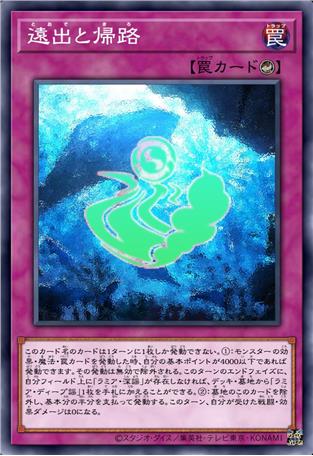 遠出と帰路
罠
【罠カード】
このカード名のカードは1ターンに1枚しか発動できない。①：モンスターの効
果・魔法・罠カードを発動した時、自分の基本ポイントが4000以下であれば
発動できます。その発動は無効で除外される。このターンのエンドフェイズに、
自分フィールド上に「ラミア・深謡」が存在しなければ、デッキ・墓地から「ラミ
ア・ディープ謡」1枚を手札に加えることができる。②：墓地のこのカードを除外
し、基本分の半分を支払って発動する。このターン、自分が受けた戦闘・効
果ダメージは0になる。
©スタジオ・ダイス／集英社・テレビ東京・KONAMI